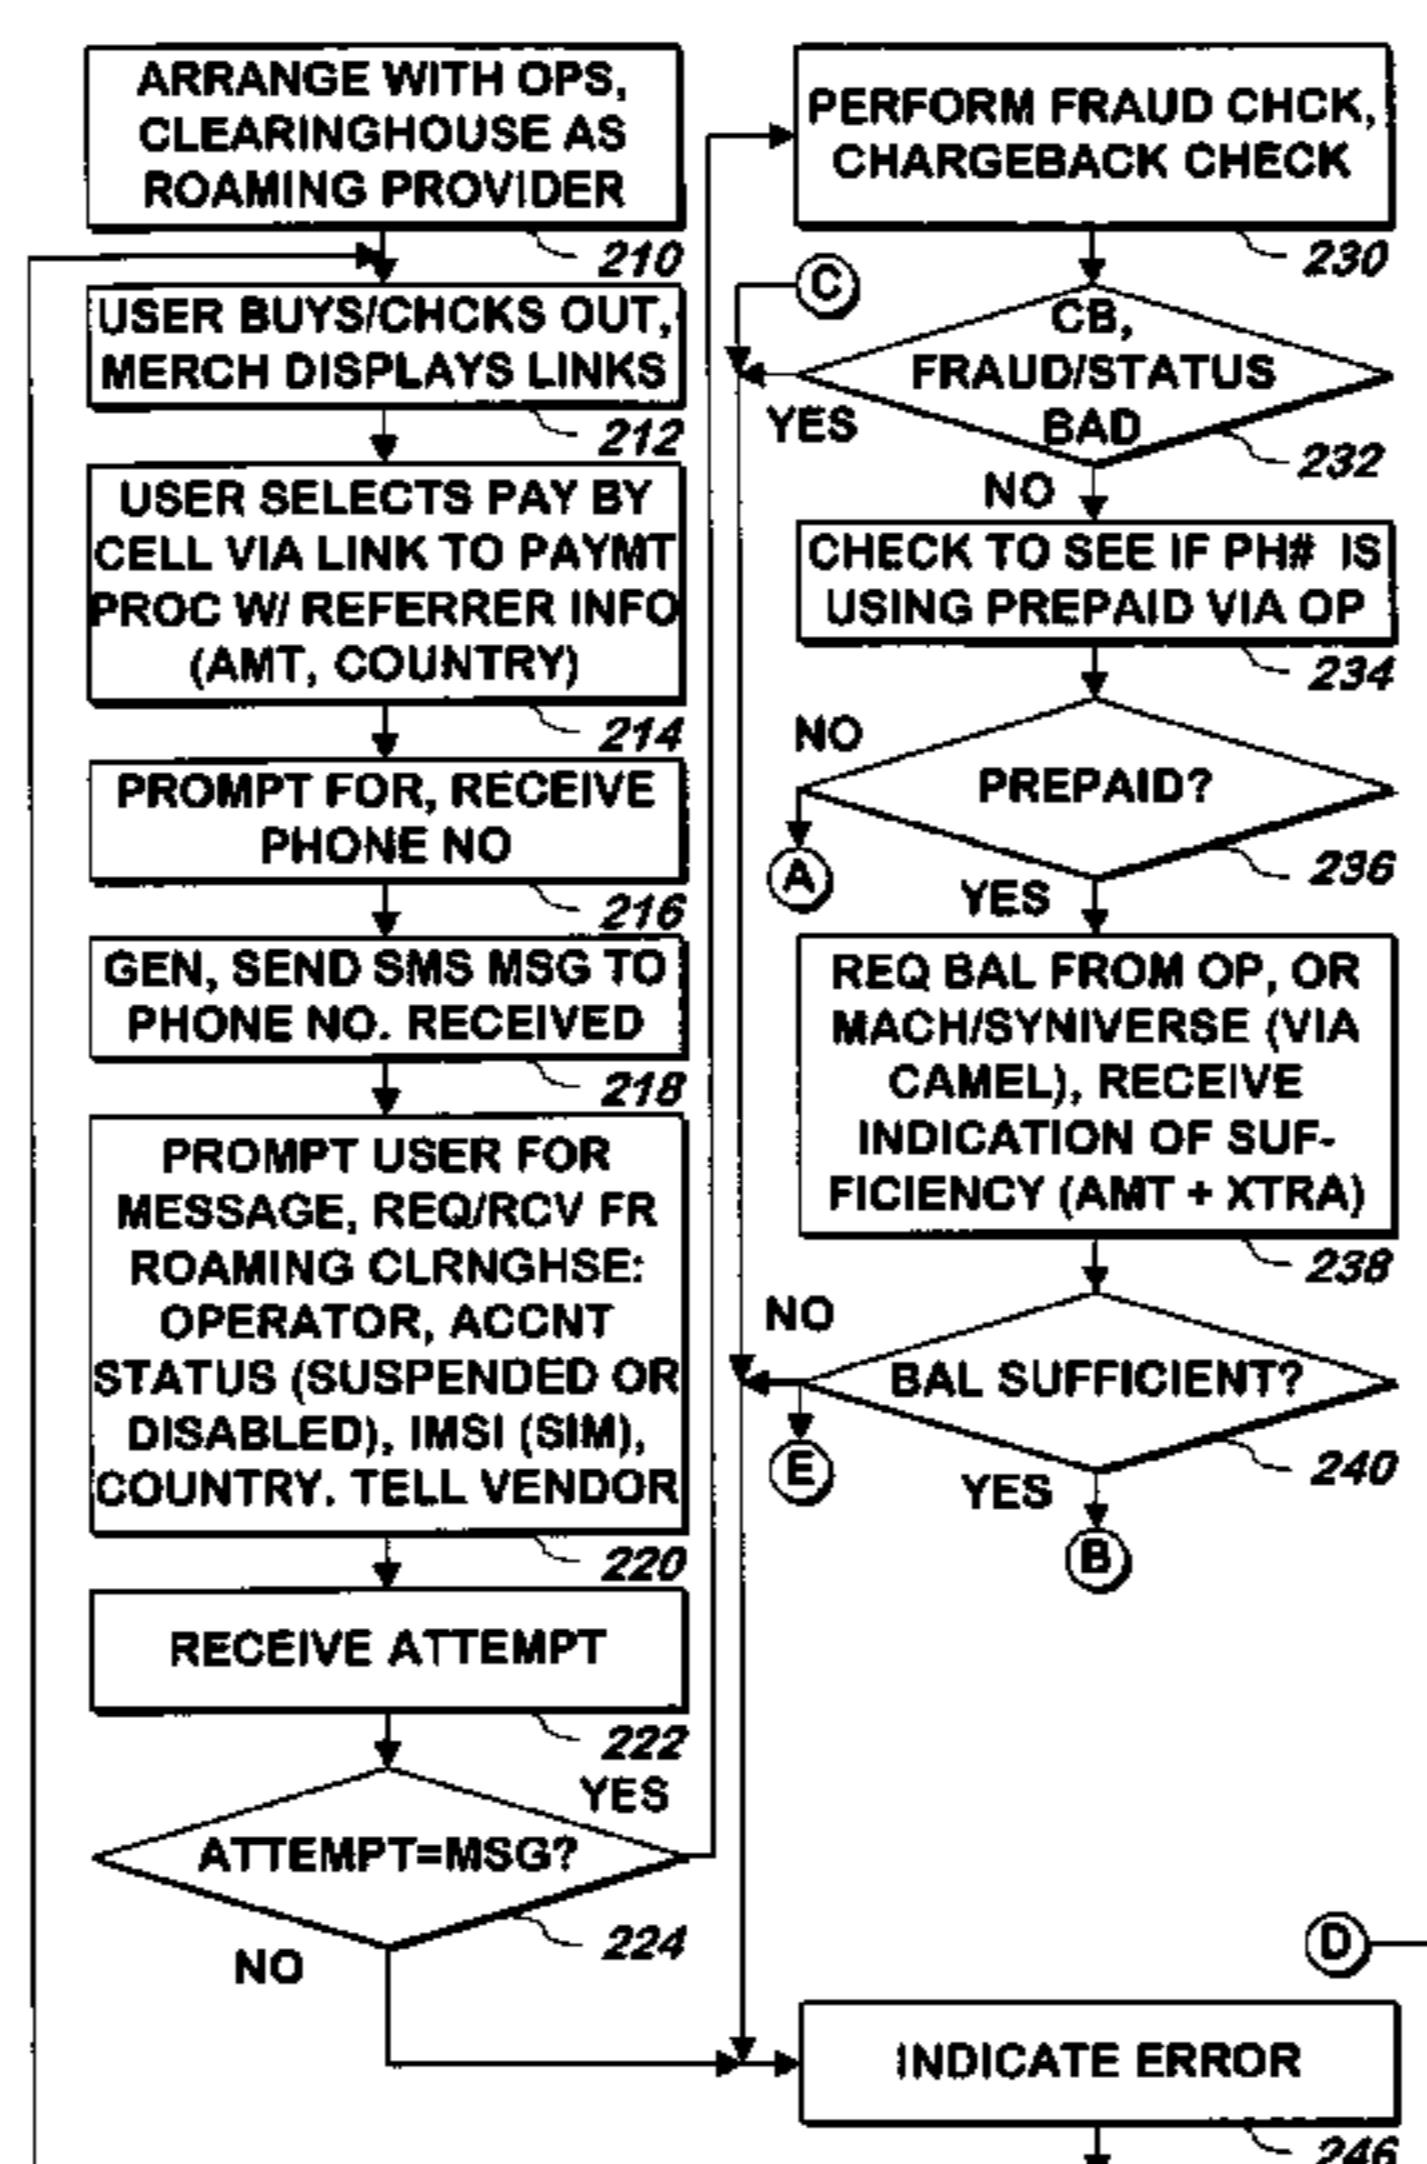 ARRANGE WITH OPS,
CLEARINGHOUSE AS
ROAMING PROVIDER
210
USER BUYS/CHCKS OUT,
MERCH DISPLAYS LINKS
212
USER SELECTS PAY BY
CELL VIA LINK TO PAYMT
PROC W/ REFERRER INFO
(AMT, COUNTRY)
214
PROMPT FOR, RECEIVE
PHONE NO
216
GEN, SEND SMS MSG TO
PHONE NO. RECEIVED
218
PROMPT USER FOR
MESSAGE, REQ/RCV FR
ROAMING CLRNGHSE:
OPERATOR, ACCNT
STATUS (SUSPENDED OR
DISABLED), IMSI (SIM),
COUNTRY. TELL VENDOR
220
RECEIVE ATTEMPT
222
YES
ATTEMPT=MSG?
224
NO
PERFORM FRAUD CHCK,
CHARGEBACK CHECK
230
C
CB,
FRAUD/STATUS
BAD
YES
232
NO
CHECK TO SEE IF PH# IS
USING PREPAID VIA OP
234
NO
PREPAID?
A
236
YES
REQ BAL FROM OP, OR
MACH/SYNIVERSE (VIA
CAMEL), RECEIVE
INDICATION OF SUF-
FICIENCY (AMT + XTRA)
238
NO
BAL SUFFICIENT?
E
240
YES
B
D
INDICATE ERROR
246